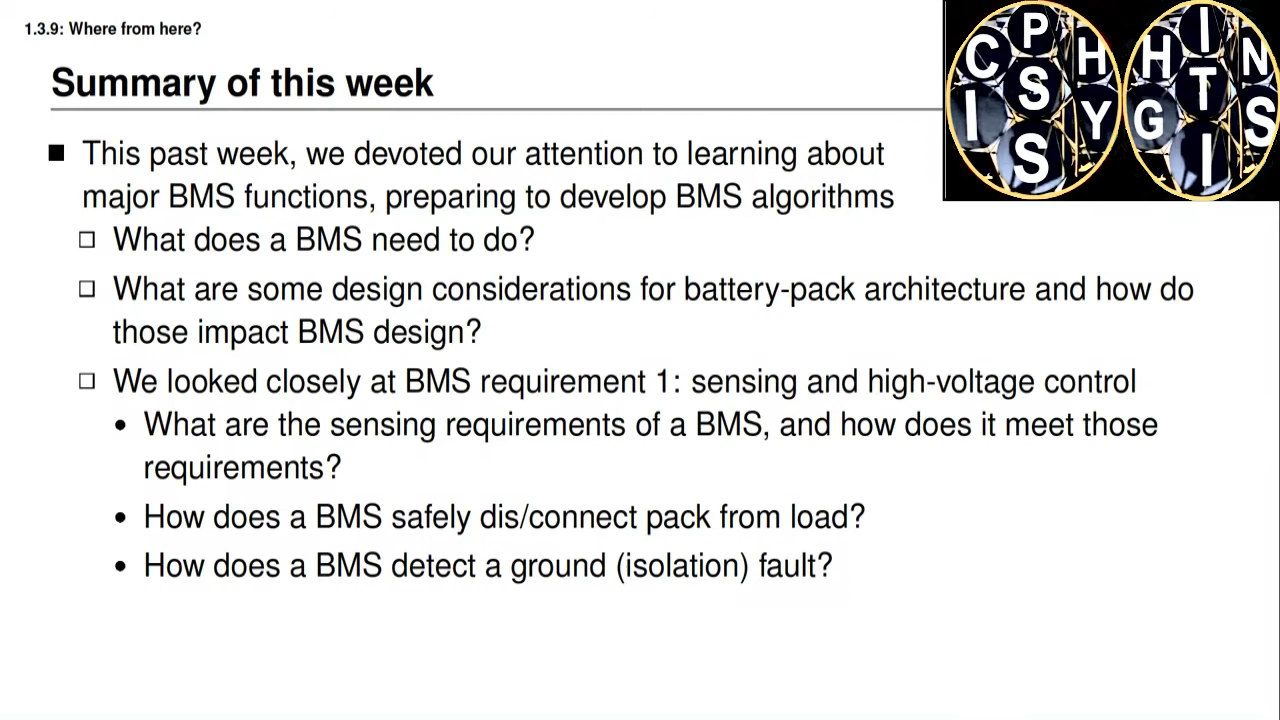 1.3.9: Where from here?
Summary of this week
This past week, we devoted our attention to learning about
major BMS functions, preparing to develop BMS algorithms
What does a BMS need to do?
What are some design considerations for battery-pack architecture and how do
those impact BMS design?
We looked closely at BMS requirement 1: sensing and high-voltage control
What are the sensing requirements of a BMS, and how does it meet those
requirements?
How does a BMS safely dis/connect pack from load?
How does a BMS detect a ground (isolation) fault?
P
C S H
I S Y
I
H T N
G I S